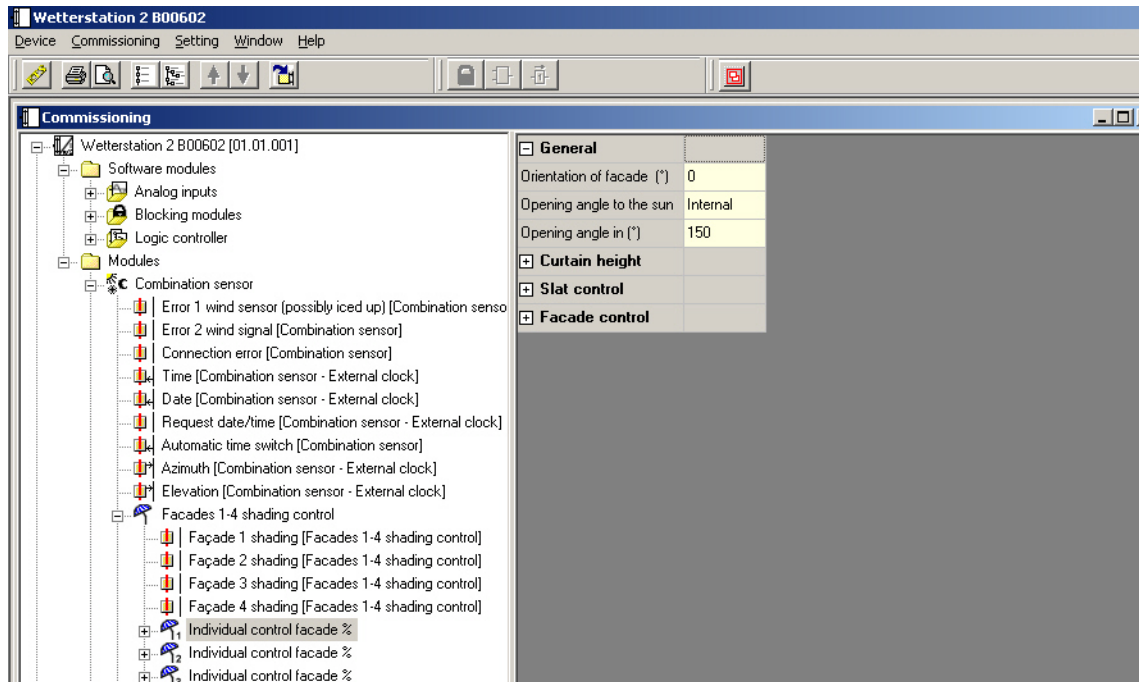 Wetterstation 2 B00602
Device Commissioning Setting Window Help
Commissioning
Wetterstation 2 B00602 [01.01.001]
Software modules
Analog inputs
Blocking modules
Logic controller
Modules
Combination sensor
Error 1 wind sensor (possibly iced up) [Combination senso
Error 2 wind signal [Combination sensor]
Connection error [Combination sensor]
Time [Combination sensor - External clock]
Date [Combination sensor - External clock]
Request date/time [Combination sensor - External clock]
Automatic time switch [Combination sensor]
Azimuth [Combination sensor - External clock]
Elevation [Combination sensor - External clock]
Facades 1-4 shading control
Façade 1 shading [Facades 1-4 shading control]
Façade 2 shading [Facades 1-4 shading control]
Façade 3 shading [Facades 1-4 shading control]
Façade 4 shading [Facades 1-4 shading control]
1 Individual control facade %
2 Individual control facade %
3 Individual control facade %
General
Orientation of facade (°) 0
Opening angle to the sun Internal
Opening angle in (°) 150
Curtain height
Slat control
Facade control